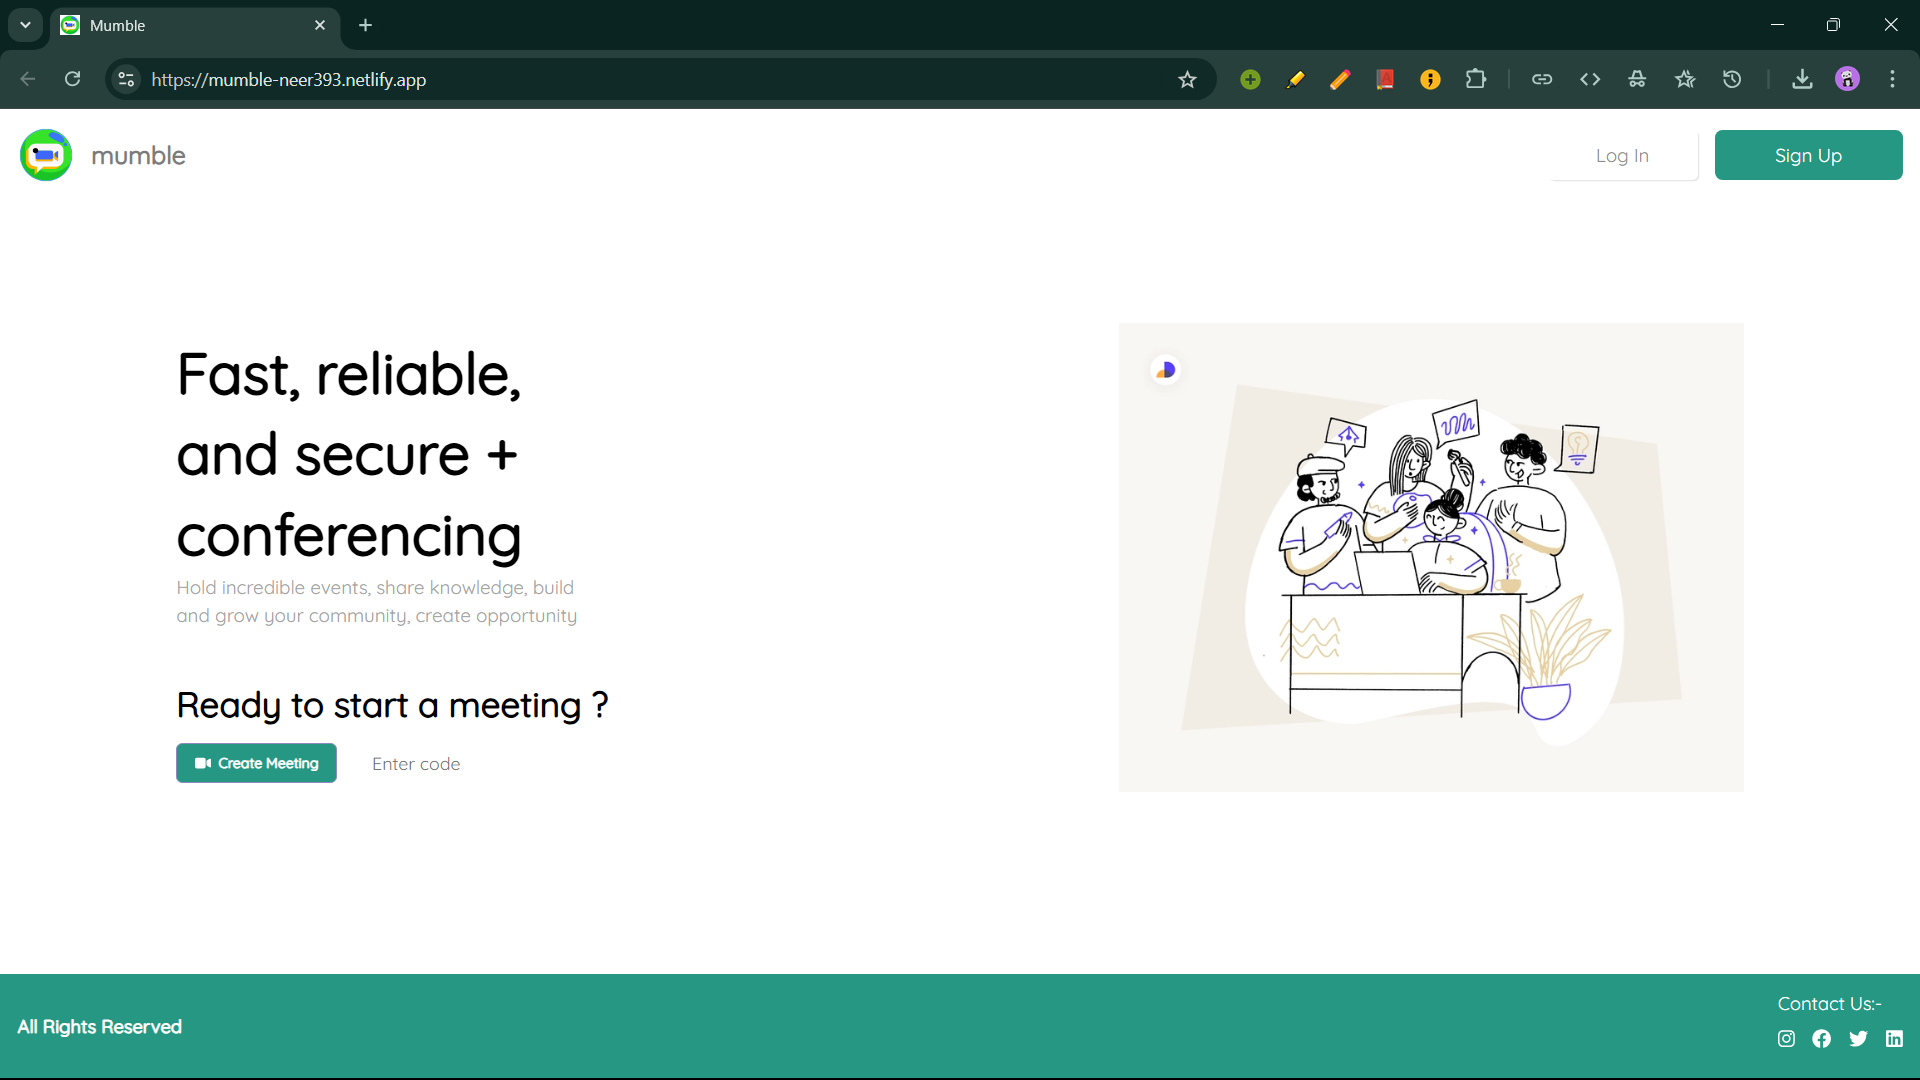 Mumble
https://mumble-neer393.netlify.app
mumble
Log In
Sign Up
Fast, reliable,
and secure +
conferencing
Hold incredible events, share knowledge, build
and grow your community, create opportunity
Ready to start a meeting ?
Create Meeting
Enter code
All Rights Reserved
Contact Us:-